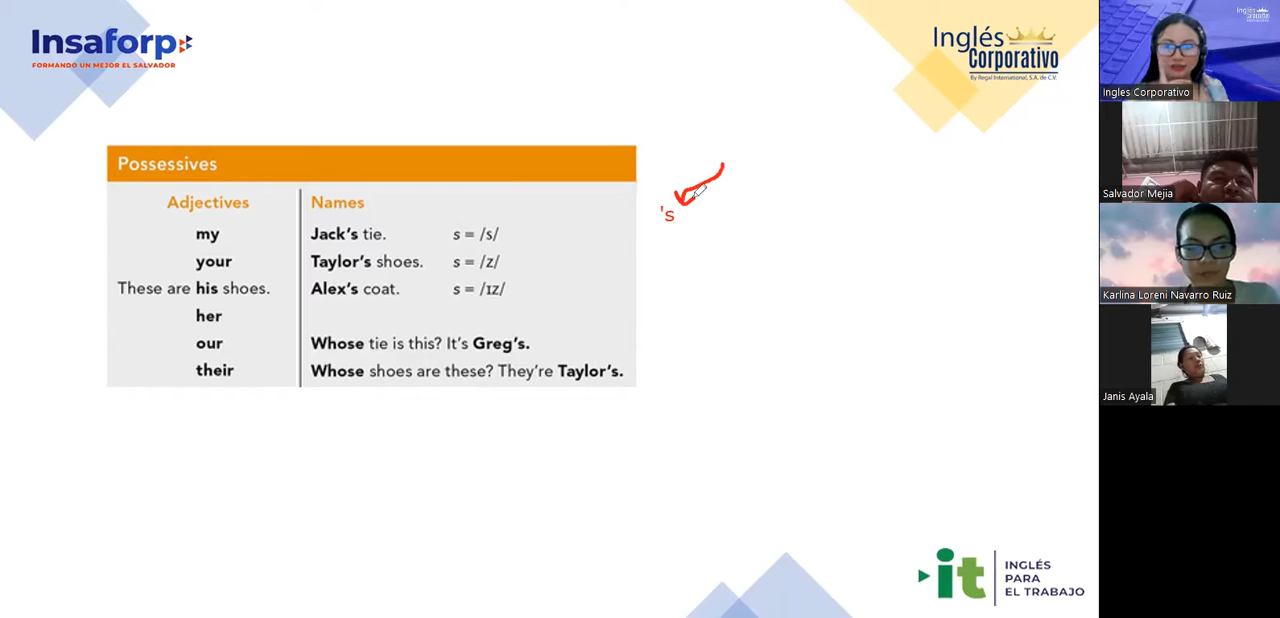 Insaforp
FORMANDO UN MEJOR EL SALVADOR
Inglés
Corporativo
By Regal International, S.A. de C.V.
Possessives
Adjectives
my
your
These are his shoes.
her
our
their
Names
Jack's tie. s = /s/
Taylor's shoes. s = /z/
Alex's coat. s = /ɪz/
Whose tie is this? It's Greg's.
Whose shoes are these? They're Taylor's.
's
it
INGLÉS
PARA
EL TRABAJO
Inglés
Corporativo
Ingles Corporativo
Salvador Mejia
Karlina Loreni Navarro Ruiz
Janis Ayala